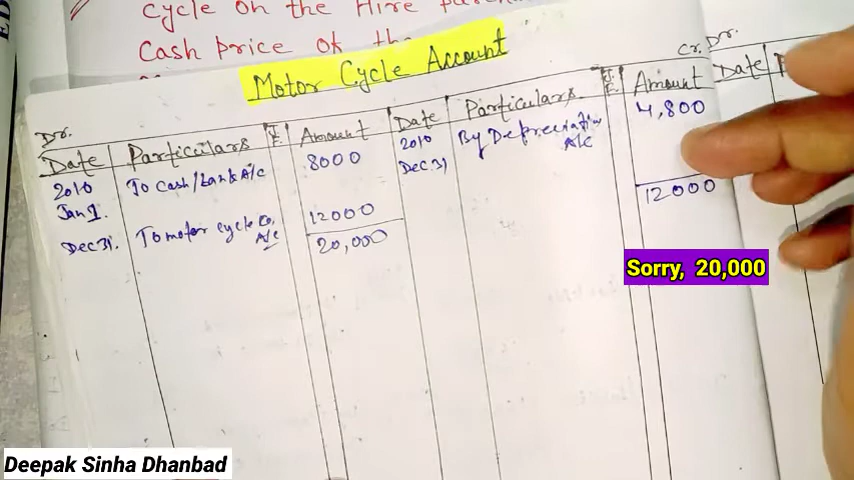 Cycle on the Hire
Cash price of the
Motor Cycle Account
Dr. Cr.
Date Particulars J.F. Amount Date Particulars J.F. Amount
2010 To Cash/bank A/c 8000 2010 By Depreciation A/c 4,800
Jan 1. Dec 31
Dec 31. To motor cycle Co. A/c 12000 12000
20,000
Dr.
Date
Sorry, 20,000
Deepak Sinha Dhanbad